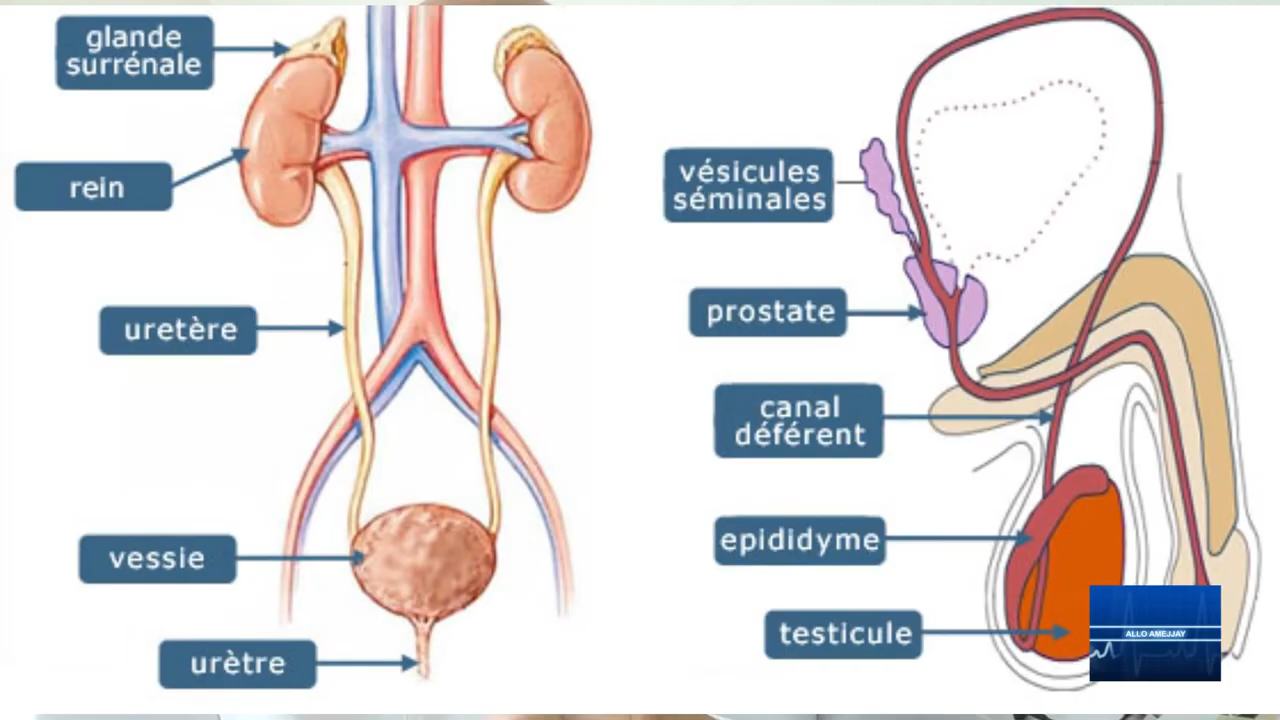 glande
surrénale
rein
uretère
vessie
urètre
vésicules
séminales
prostate
canal
déférent
epididyme
testicule
ALLO AMEJJAY